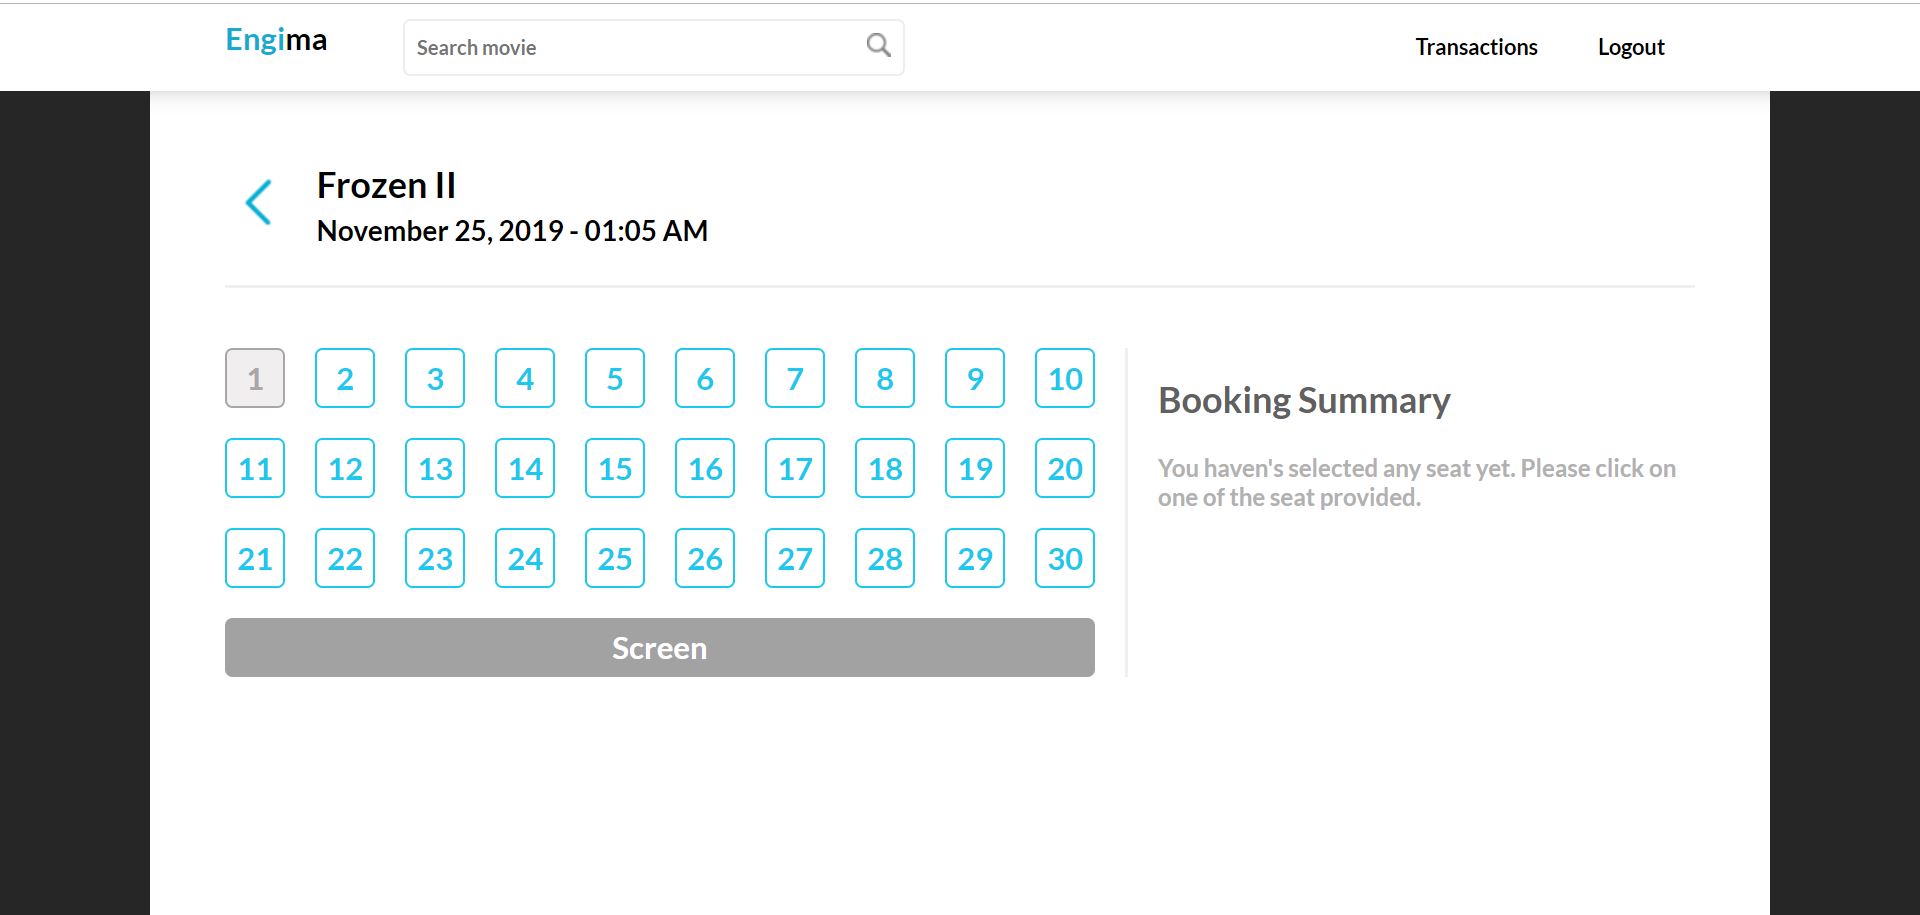 Engima
Search movie
Transactions
Logout
Frozen II
November 25, 2019 - 01:05 AM
1 2 3 4 5 6 7 8 9 10
11 12 13 14 15 16 17 18 19 20
21 22 23 24 25 26 27 28 29 30
Screen
Booking Summary
You haven's selected any seat yet. Please click on
one of the seat provided.